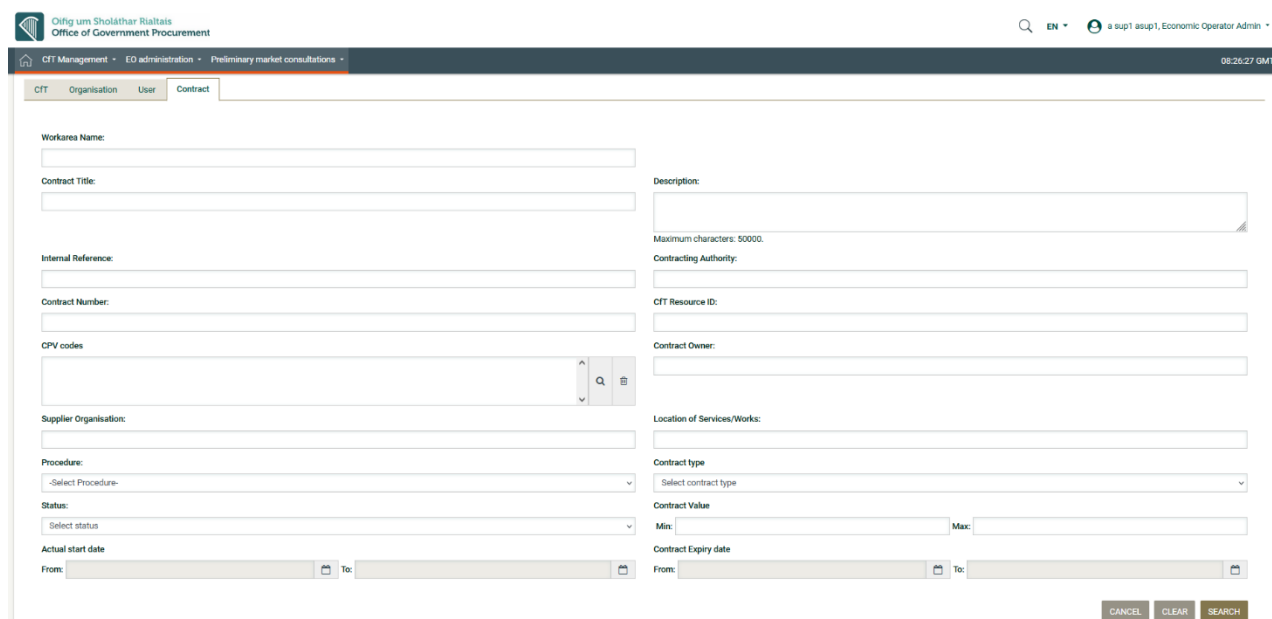 Oifig um Sholáthar Rialtais
Office of Government Procurement
EN
a sup1 asup1, Economic Operator Admin
CfT Management
EO administration
Preliminary market consultations
08:26:27 GMT
CfT
Organisation
User
Contract
Workarea Name:
Contract Title:
Description:
Maximum characters: 50000.
Internal Reference:
Contracting Authority:
Contract Number:
CfT Resource ID:
CPV codes
Contract Owner:
Supplier Organisation:
Location of Services/Works:
Procedure:
Contract type
-Select Procedure-
Select contract type
Status:
Contract Value
Select status
Min:
Max:
Actual start date
Contract Expiry date
From:
To:
From:
To:
CANCEL
CLEAR
SEARCH